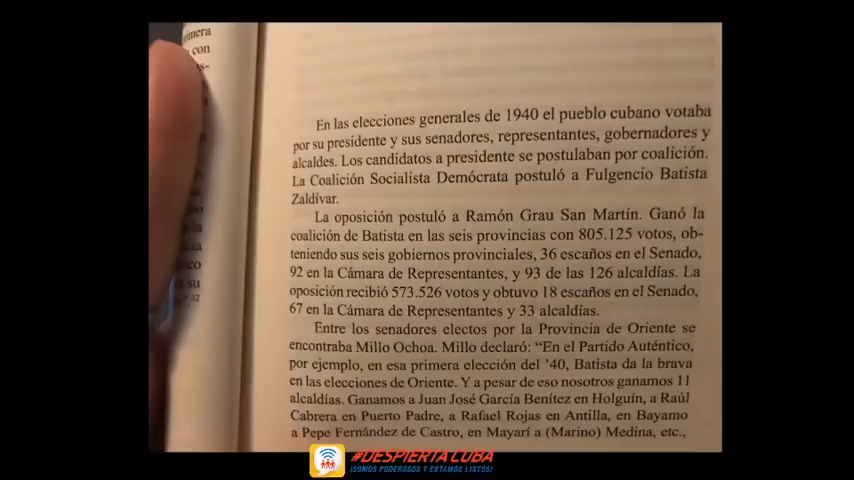 rimera
con
s-
su
32
En las elecciones generales de 1940 el pueblo cubano votaba
por su presidente y sus senadores, representantes, gobernadores y
alcaldes. Los candidatos a presidente se postulaban por coalición.
La Coalición Socialista Demócrata postuló a Fulgencio Batista
Zaldívar.
La oposición postuló a Ramón Grau San Martín. Ganó la
coalición de Batista en las seis provincias con 805.125 votos, ob-
teniendo sus seis gobiernos provinciales, 36 escaños en el Senado,
92 en la Cámara de Representantes, y 93 de las 126 alcaldías. La
oposición recibió 573.526 votos y obtuvo 18 escaños en el Senado,
67 en la Cámara de Representantes y 33 alcaldías.
Entre los senadores electos por la Provincia de Oriente se
encontraba Millo Ochoa. Millo declaró: “En el Partido Auténtico,
por ejemplo, en esa primera elección del '40, Batista da la brava
en las elecciones de Oriente. Y a pesar de eso nosotros ganamos 11
alcaldías. Ganamos a Juan José García Benítez en Holguín, a Raúl
Cabrera en Puerto Padre, a Rafael Rojas en Antilla, en Bayamo
a Pepe Fernández de Castro, en Mayarí a (Marino) Medina, etc.,
#DESPIERTA CUBA
¡SOMOS PODEROSOS Y ESTAMOS LISTOS!